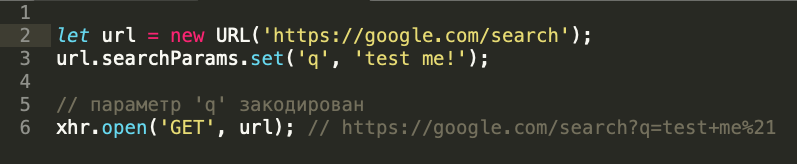 1
2 let url = new URL('https://google.com/search');
3 url.searchParams.set('q', 'test me!');
4
5 // параметр 'q' закодирован
6 xhr.open('GET', url); // https://google.com/search?q=test+me%21